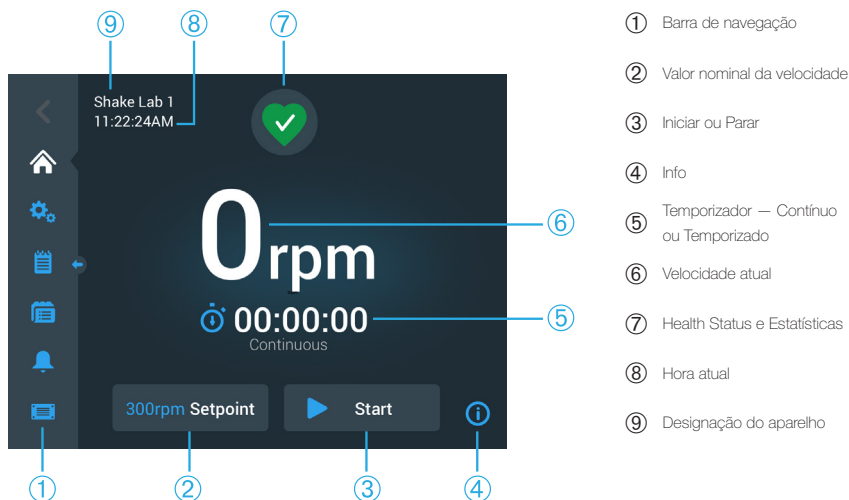 ⑨
⑧
⑦
Shake Lab 1
11:22:24AM
0rpm
⑥
00:00:00
⑤
Continuous
300rpm Setpoint
Start
①
②
③
④
① Barra de navegação
② Valor nominal da velocidade
③ Iniciar ou Parar
④ Info
⑤ Temporizador — Contínuo
ou Temporizado
⑥ Velocidade atual
⑦ Health Status e Estatísticas
⑧ Hora atual
⑨ Designação do aparelho